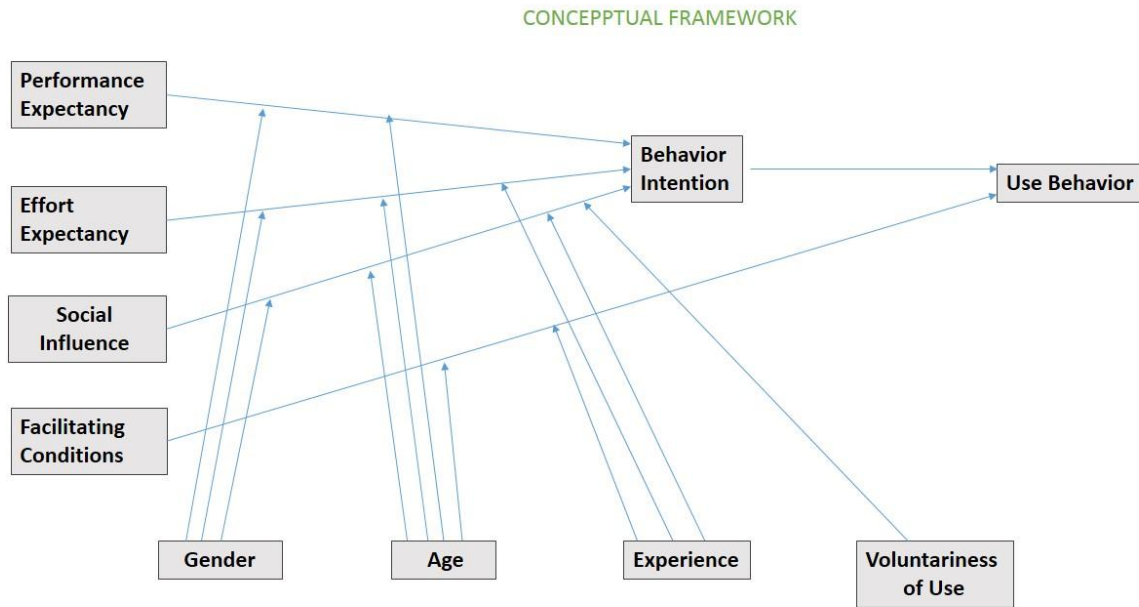 CONCEPPTUAL FRAMEWORK
Performance
Expectancy
Behavior
Intention
Use Behavior
Effort
Expectancy
Social
Influence
Facilitating
Conditions
Gender
Age
Experience
Voluntariness
of Use